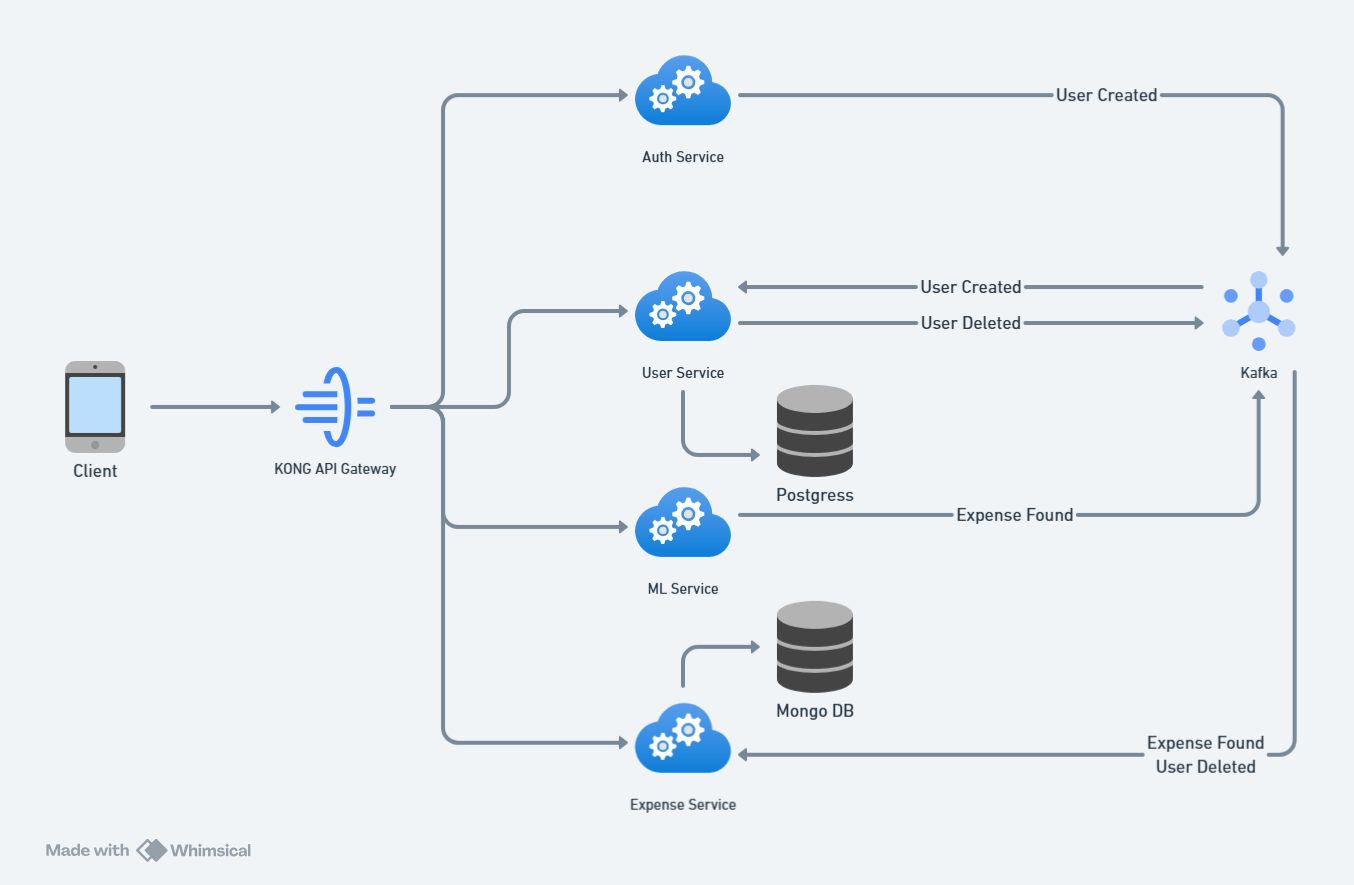 User Created
Auth Service
User Created
User Deleted
User Service
Kafka
Client
KONG API Gateway
Postgress
Expense Found
ML Service
Mongo DB
Expense Found
User Deleted
Expense Service
Made with Whimsical